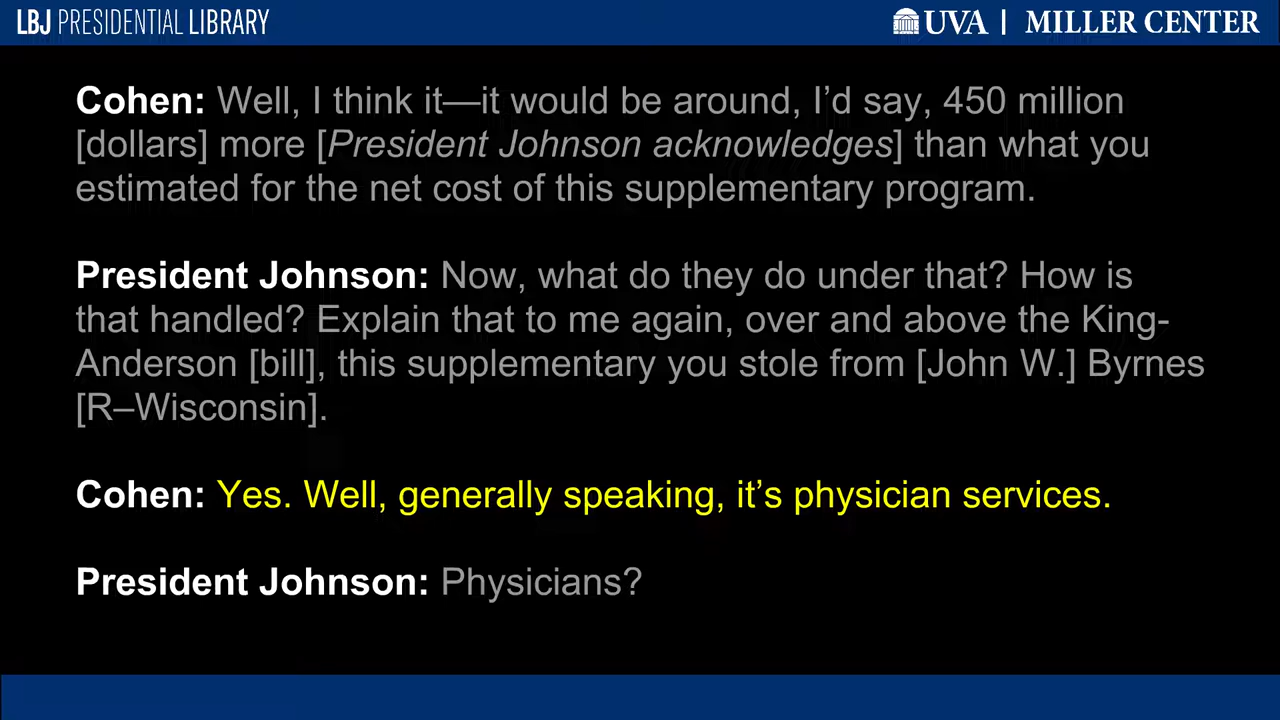 LBJ PRESIDENTIAL LIBRARY
UVA | MILLER CENTER
Cohen: Well, I think it—it would be around, I’d say, 450 million
[dollars] more [President Johnson acknowledges] than what you
estimated for the net cost of this supplementary program.
President Johnson: Now, what do they do under that? How is
that handled? Explain that to me again, over and above the King-
Anderson [bill], this supplementary you stole from [John W.] Byrnes
[R–Wisconsin].
Cohen: Yes. Well, generally speaking, it’s physician services.
President Johnson: Physicians?